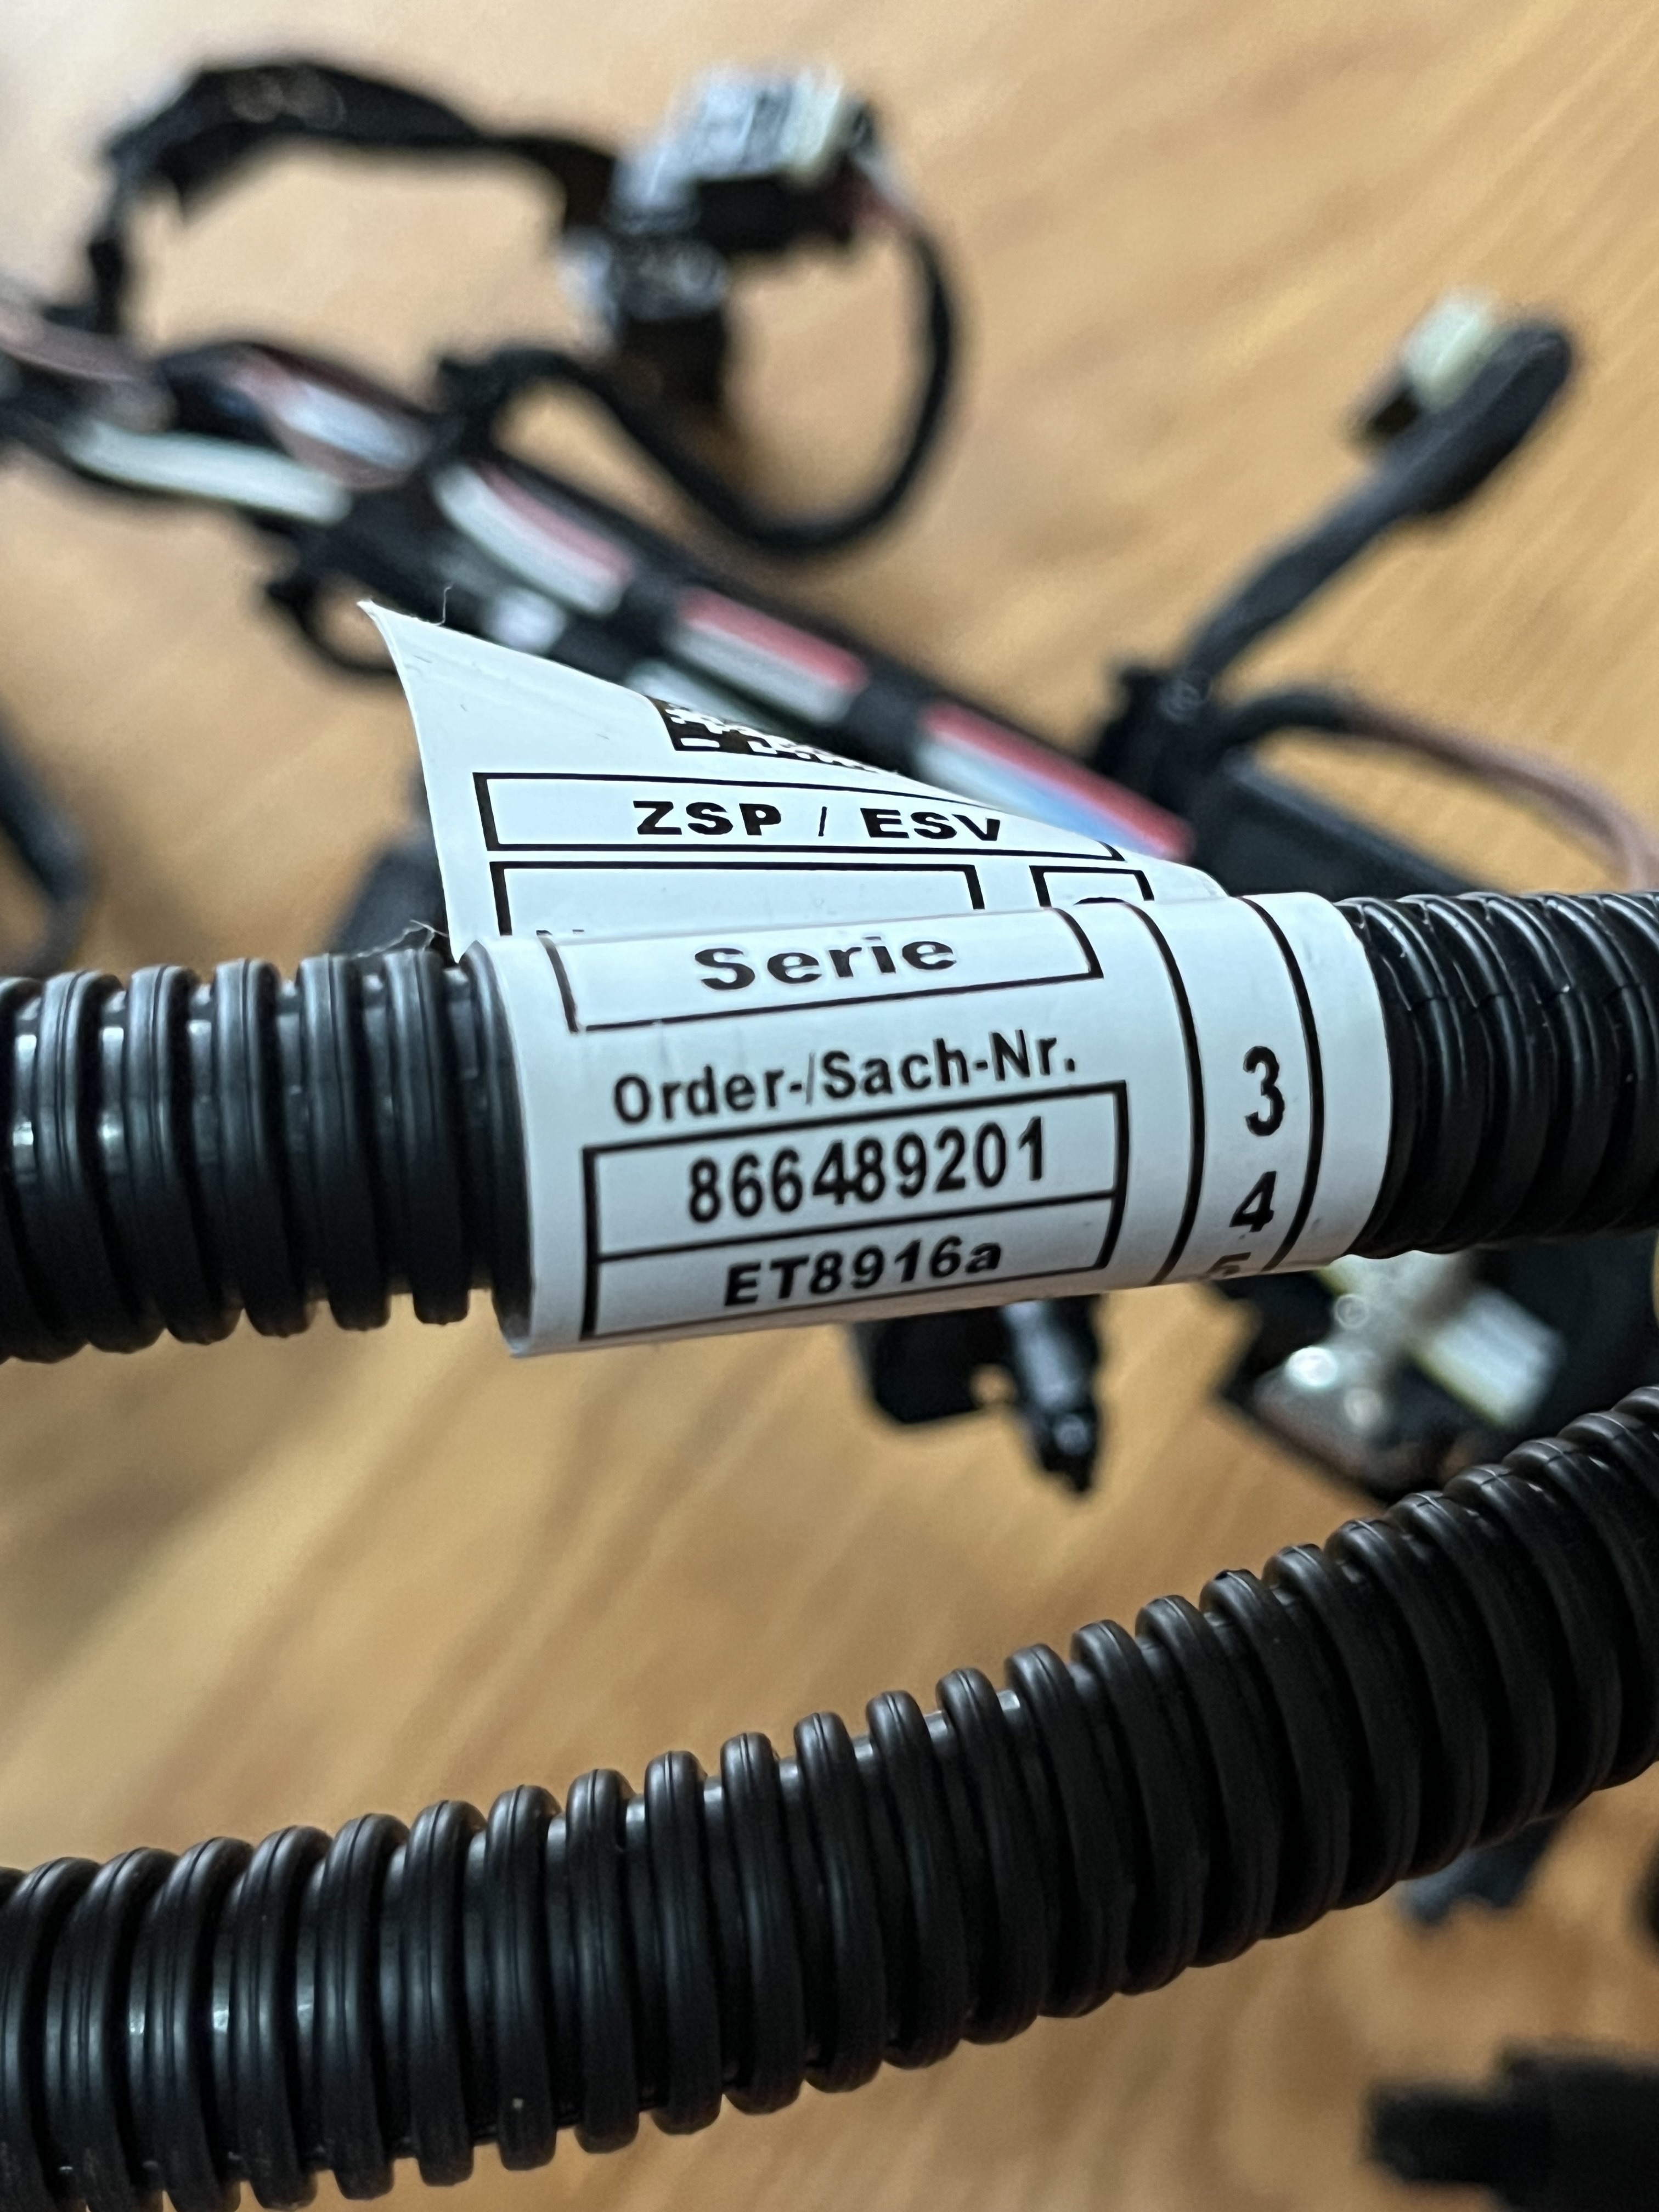 ZSP / ESV
Serie
Order-/Sach-Nr.
866489201
ET8916a
3
4